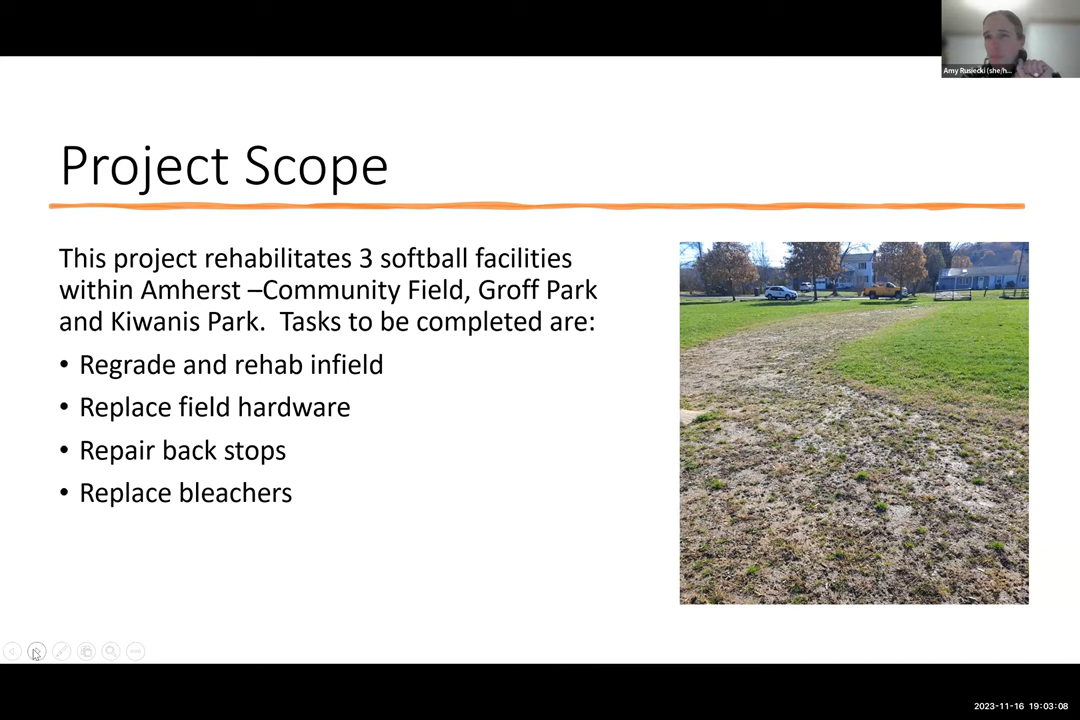 Amy Rusiecki (she/h...
Project Scope
This project rehabilitates 3 softball facilities
within Amherst –Community Field, Groff Park
and Kiwanis Park.  Tasks to be completed are:
• Regrade and rehab infield
• Replace field hardware
• Repair back stops
• Replace bleachers
2023-11-16 19:03:08